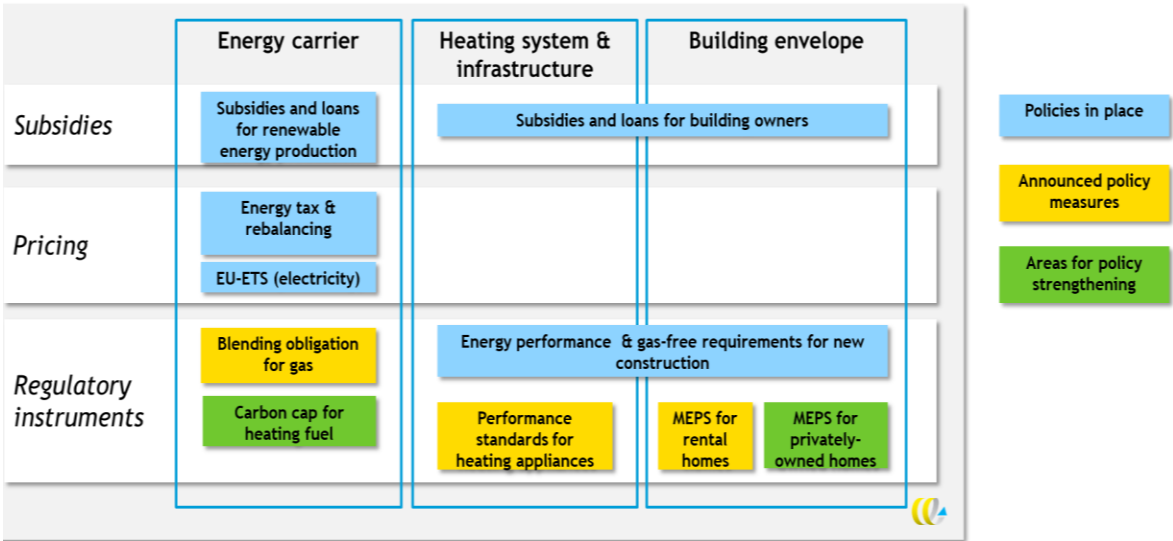 Energy carrier
Heating system &
infrastructure
Building envelope
Subsidies
Subsidies and loans
for renewable
energy production
Subsidies and loans for building owners
Pricing
Energy tax &
rebalancing
EU-ETS (electricity)
Regulatory
instruments
Blending obligation
for gas
Carbon cap for
heating fuel
Energy performance & gas-free requirements for new
construction
Performance
standards for
heating appliances
MEPS for
rental
homes
MEPS for
privately-
owned homes
Policies in place
Announced policy
measures
Areas for policy
strengthening